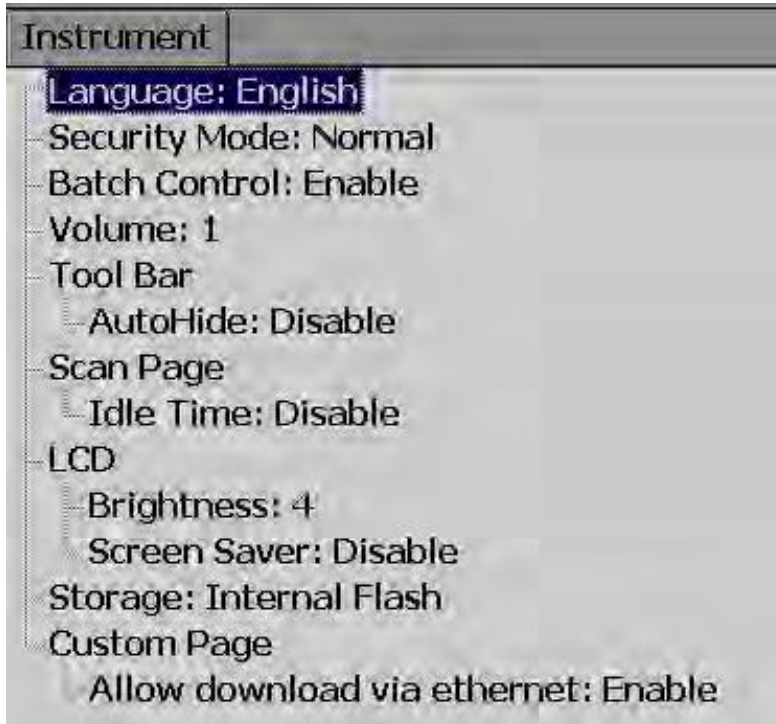 Instrument
Language: English
Security Mode: Normal
Batch Control: Enable
Volume: 1
Tool Bar
AutoHide: Disable
Scan Page
Idle Time: Disable
LCD
Brightness: 4
Screen Saver: Disable
Storage: Internal Flash
Custom Page
Allow download via ethernet: Enable